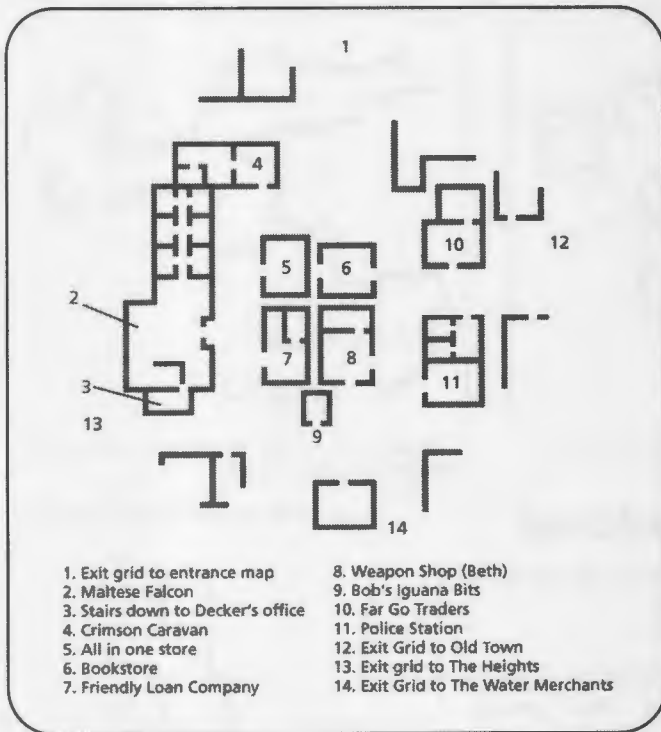 1
4
10
12
5
6
2
7
8
11
3
13
9
14
1. Exit grid to entrance map
2. Maltese Falcon
3. Stairs down to Decker's office
4. Crimson Caravan
5. All in one store
6. Bookstore
7. Friendly Loan Company
8. Weapon Shop (Beth)
9. Bob's Iguana Bits
10. Far Go Traders
11. Police Station
12. Exit Grid to Old Town
13. Exit grid to The Heights
14. Exit Grid to The Water Merchants